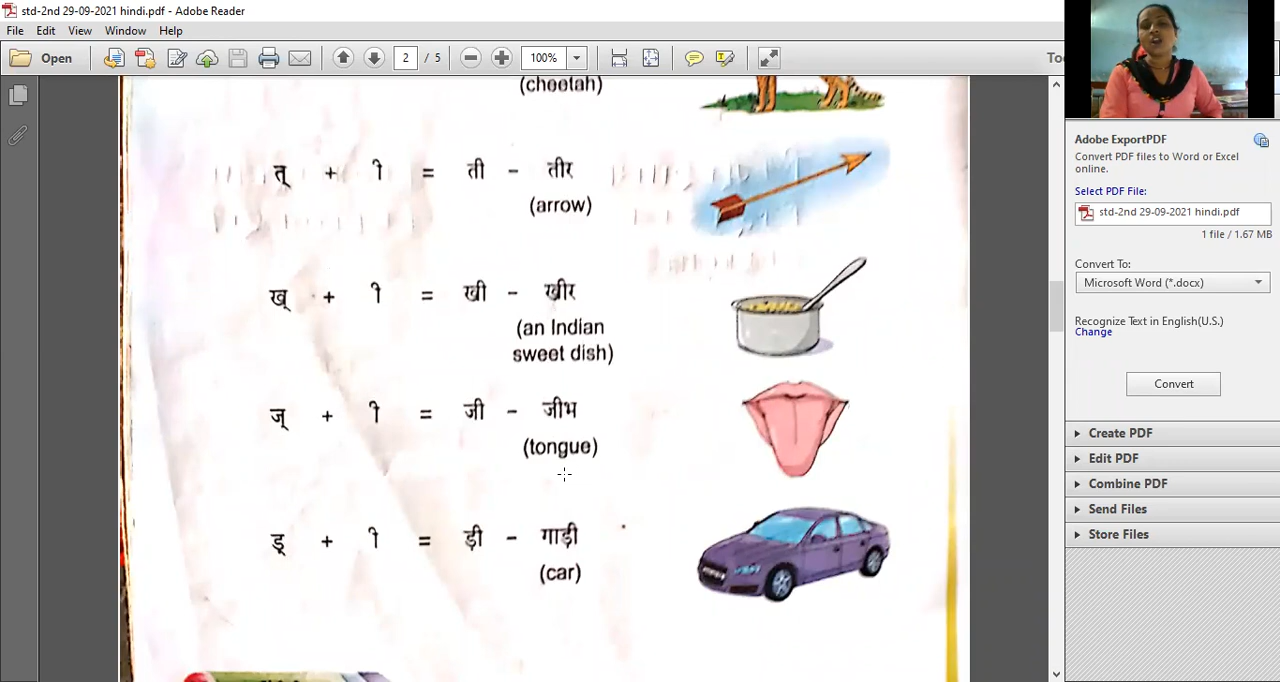 std-2nd 29-09-2021 hindi.pdf - Adobe Reader
File Edit View Window Help
Open 2 / 5 100%
(cheetah)
त् + ी = ती - तीर
(arrow)
ख् + ी = खी - खीर
(an Indian
sweet dish)
ज् + ी = जी - जीभ
(tongue)
ड़् + ी = ड़ी - गाड़ी
(car)
Adobe ExportPDF
Convert PDF files to Word or Excel
online.
Select PDF File:
std-2nd 29-09-2021 hindi.pdf
1 file / 1.67 MB
Convert To:
Microsoft Word (*.docx)
Recognize Text in English(U.S.)
Change
Convert
Create PDF
Edit PDF
Combine PDF
Send Files
Store Files